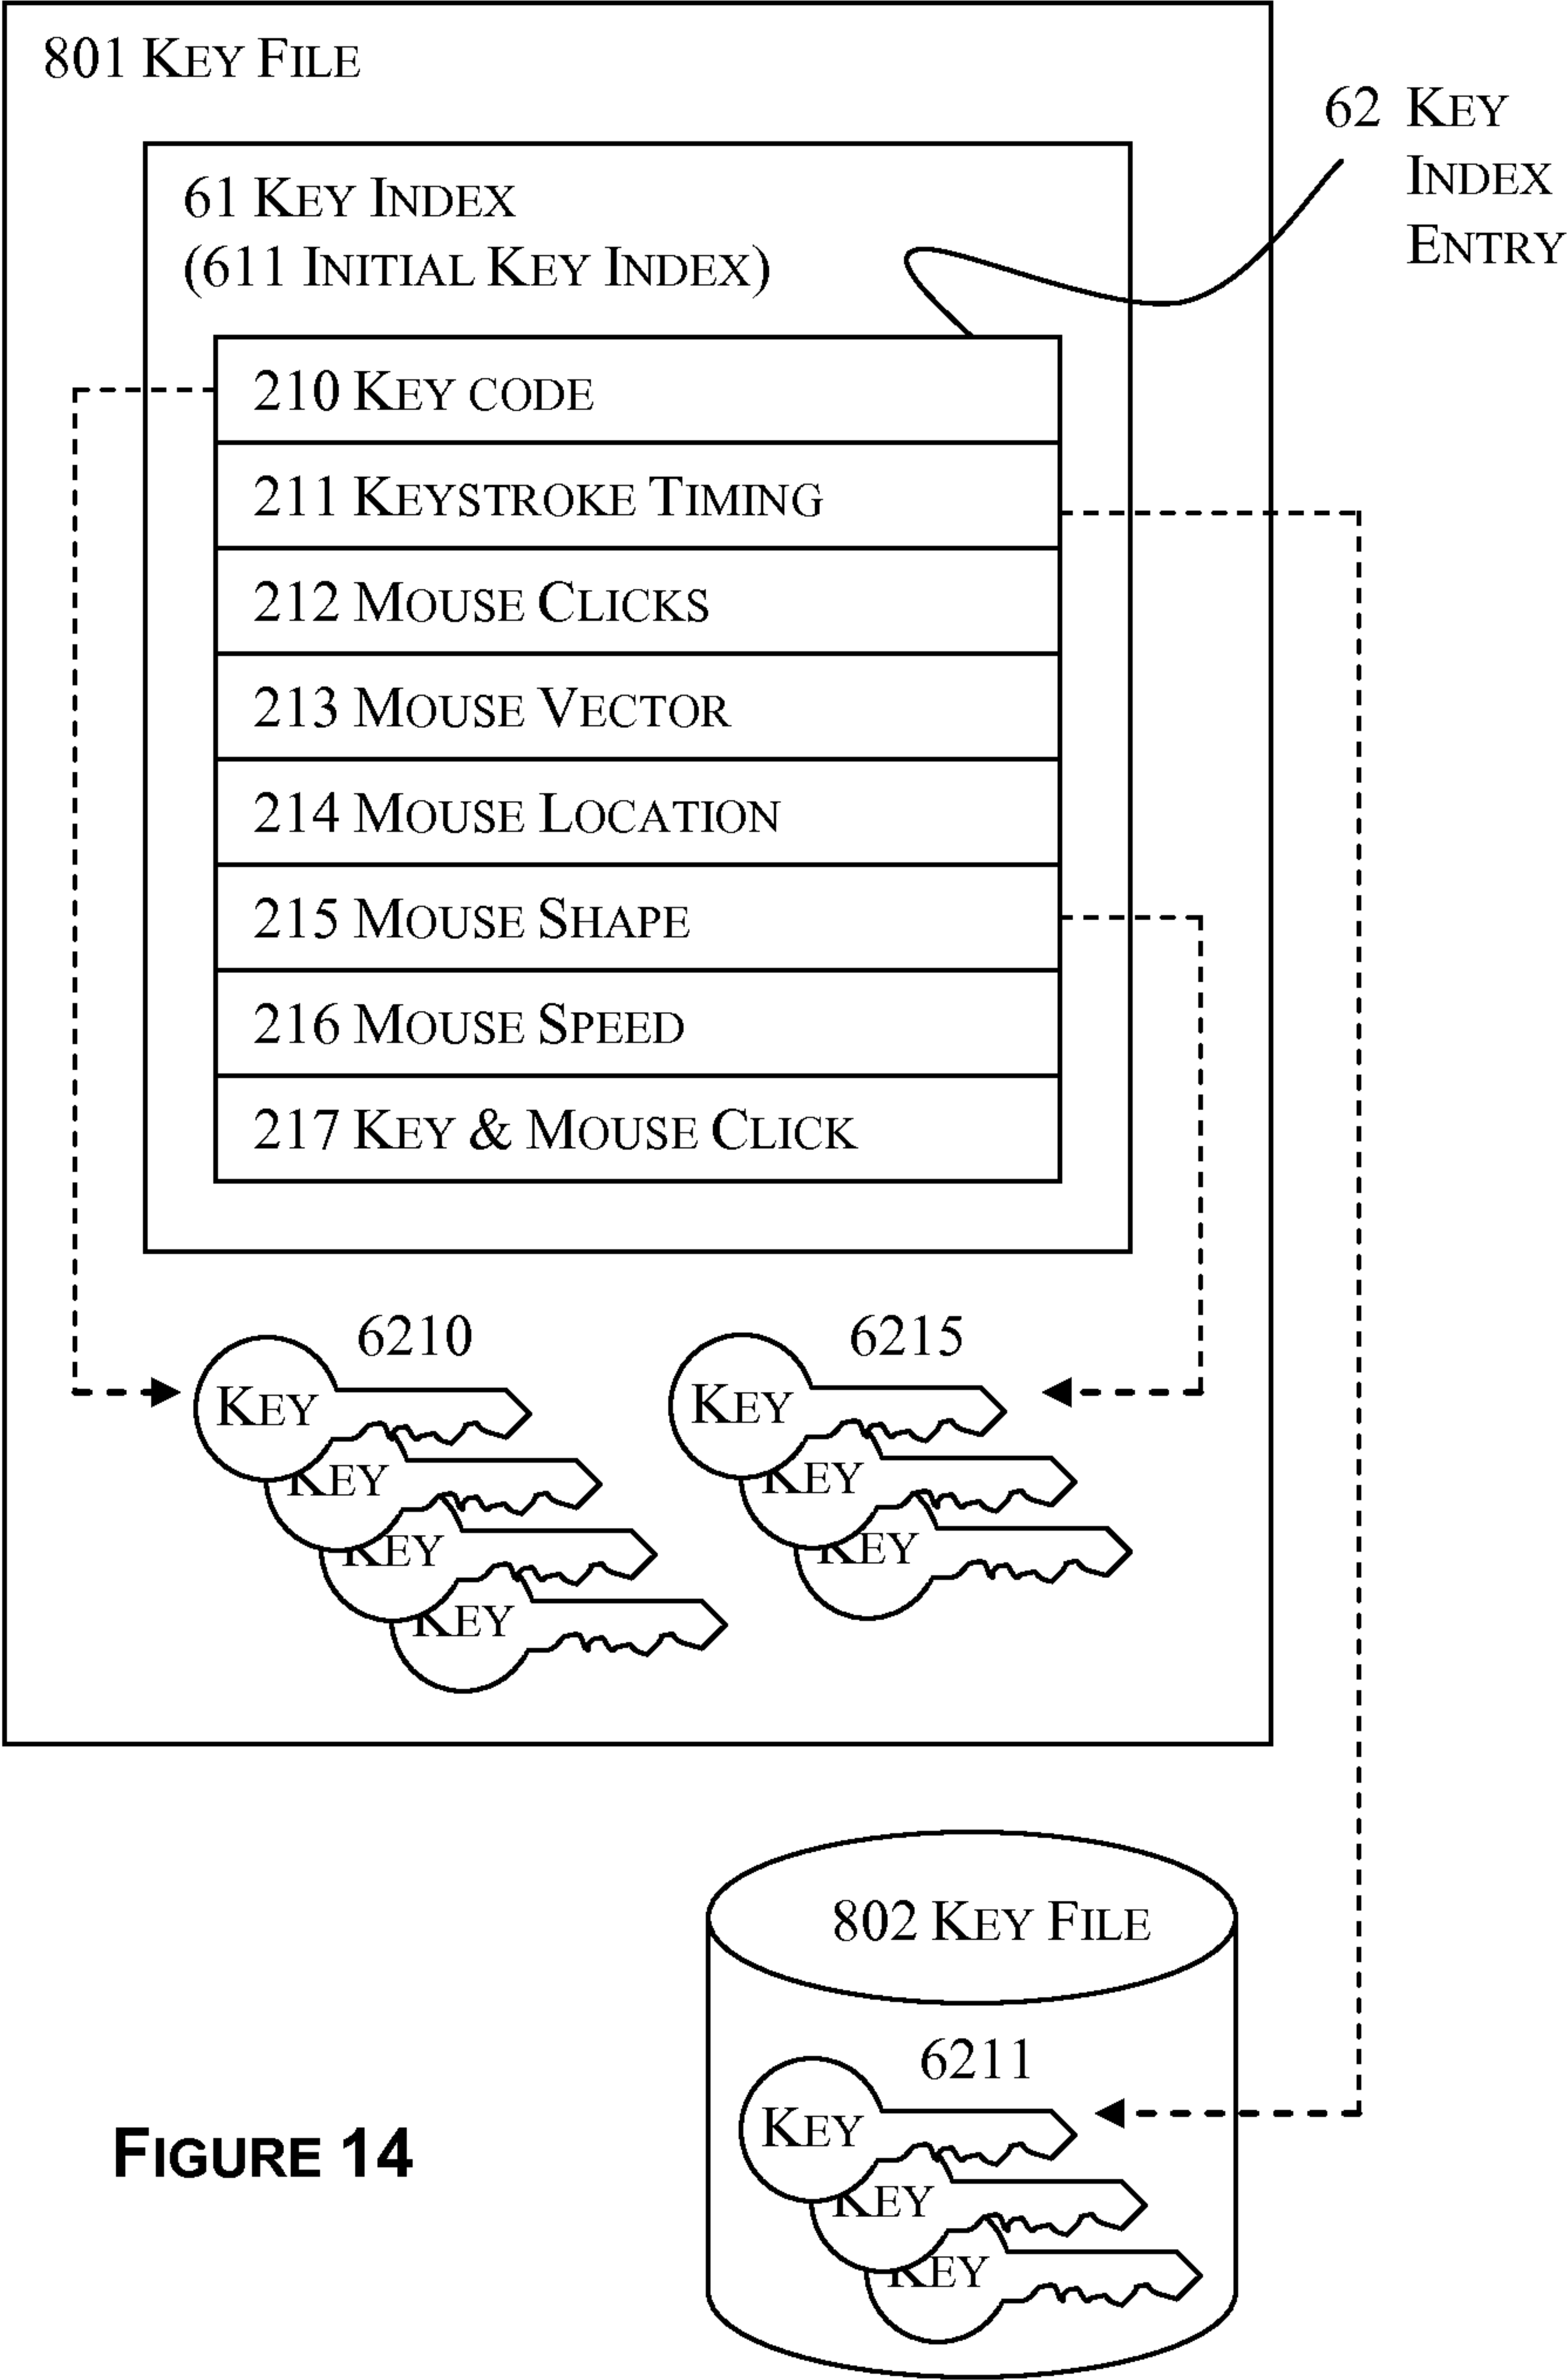 801 KEY FILE
62 KEY
INDEX
ENTRY
61 KEY INDEX
(611 INITIAL KEY INDEX)
210 KEY CODE
211 KEYSTROKE TIMING
212 MOUSE CLICKS
213 MOUSE VECTOR
214 MOUSE LOCATION
215 MOUSE SHAPE
216 MOUSE SPEED
217 KEY & MOUSE CLICK
6210
KEY
KEY
KEY
KEY
6215
KEY
KEY
KEY
802 KEY FILE
6211
KEY
KEY
KEY
FIGURE 14